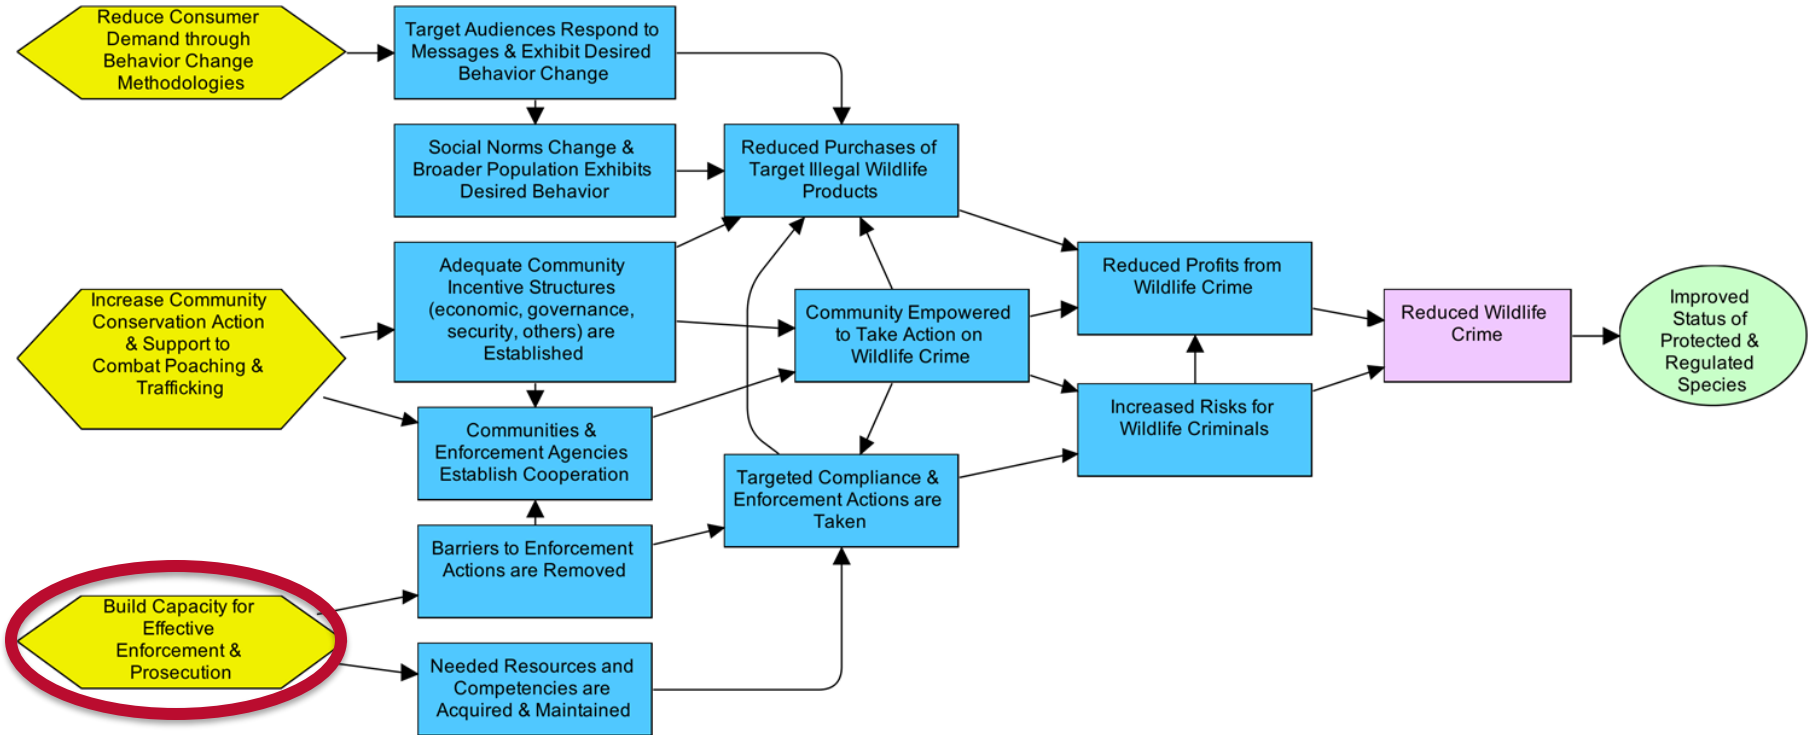 Reduce Consumer
Demand through
Behavior Change
Methodologies
Target Audiences Respond to
Messages & Exhibit Desired
Behavior Change
Social Norms Change &
Broader Population Exhibits
Desired Behavior
Reduced Purchases of
Target Illegal Wildlife
Products
Increase Community
Conservation Action
& Support to
Combat Poaching &
Trafficking
Adequate Community
Incentive Structures
(economic, governance,
security, others) are
Established
Community Empowered
to Take Action on
Wildlife Crime
Reduced Profits from
Wildlife Crime
Reduced Wildlife
Crime
Improved
Status of
Protected &
Regulated
Species
Communities &
Enforcement Agencies
Establish Cooperation
Increased Risks for
Wildlife Criminals
Targeted Compliance &
Enforcement Actions are
Taken
Barriers to Enforcement
Actions are Removed
Build Capacity for
Effective
Enforcement &
Prosecution
Needed Resources and
Competencies are
Acquired & Maintained